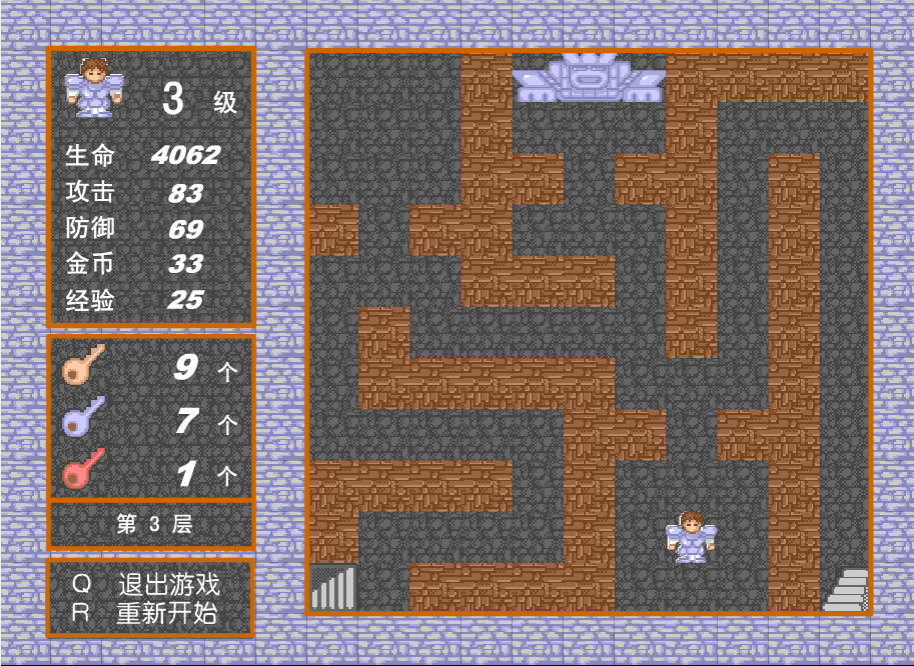 3 级
生命 4062
攻击 83
防御 69
金币 33
经验 25
9 个
7 个
1 个
第 3 层
Q 退出游戏
R 重新开始